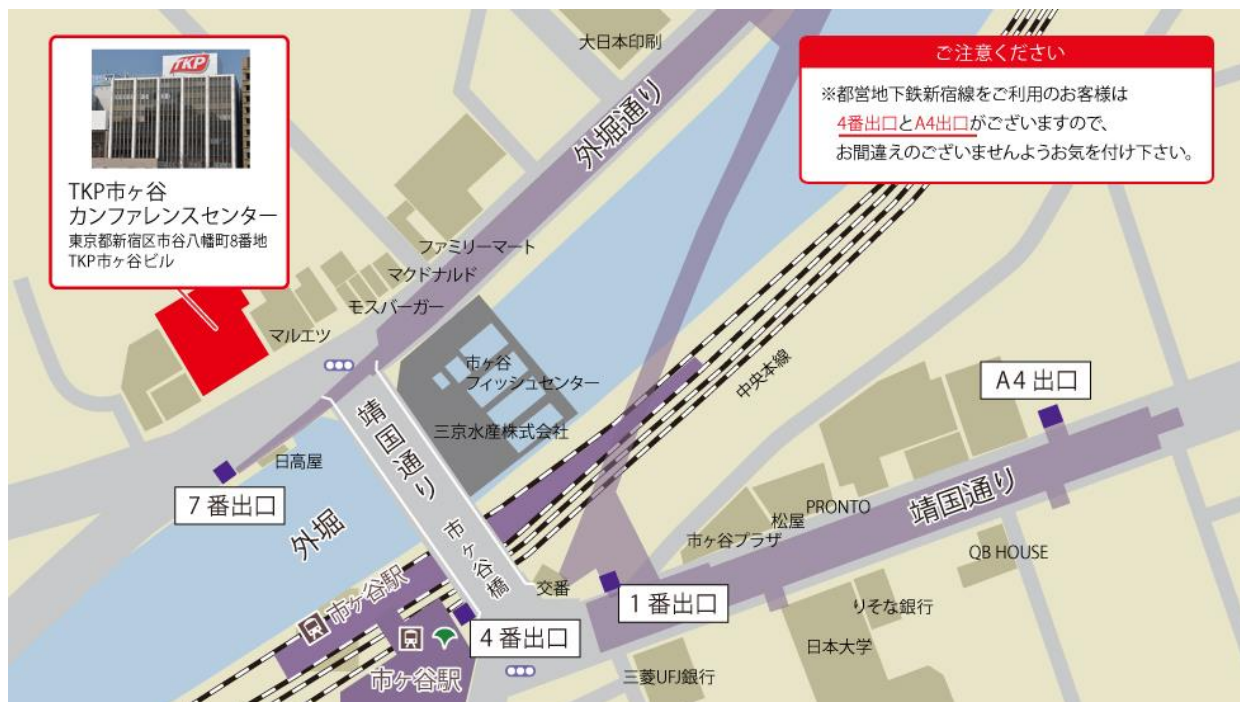 TKP
TKP市ヶ谷
カンファレンスセンター
東京都新宿区市谷八幡町8番地
TKP市ヶ谷ビル
ご注意ください
※都営地下鉄新宿線をご利用のお客様は
4番出口とA4出口がございますので、
お間違えのございませんようお気を付け下さい。
大日本印刷
外堀通り
ファミリーマート
マクドナルド
モスバーガー
マルエツ
市ヶ谷
フィッシュセンター
三京水産株式会社
中央本線
A4出口
靖国通り
日高屋
7番出口
外堀
市ヶ谷橋
靖国通り
PRONTO
松屋
市ヶ谷プラザ
QB HOUSE
交番
1番出口
りそな銀行
市ヶ谷駅
4番出口
日本大学
市ヶ谷駅
三菱UFJ銀行